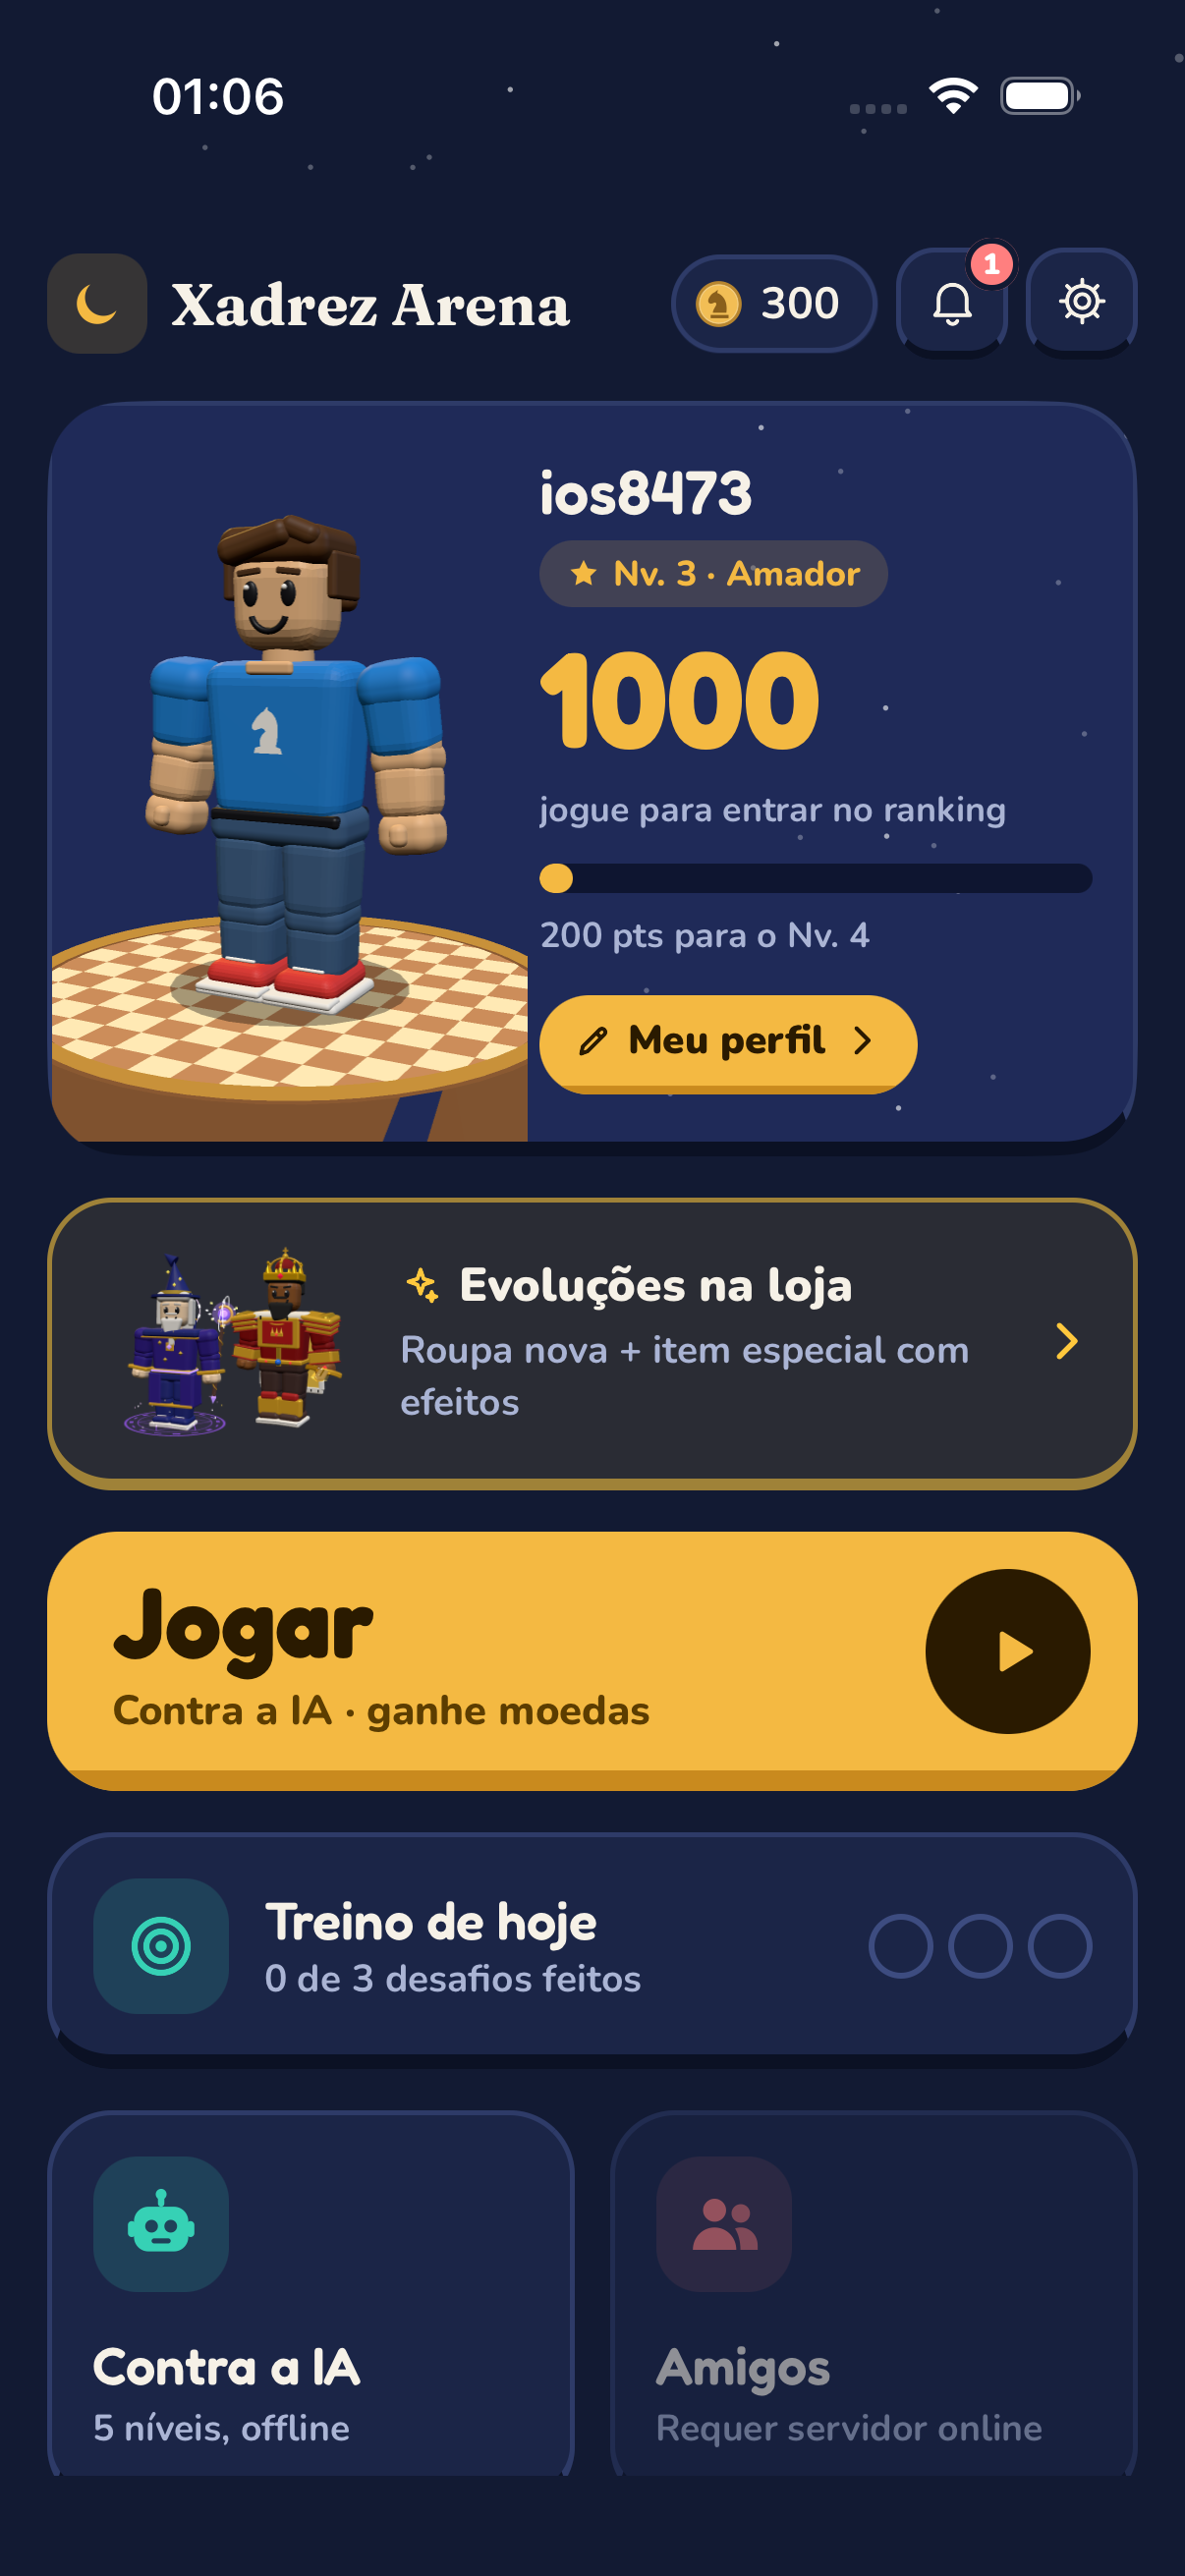 01:06
Xadrez Arena
300
1
ios8473
Nv. 3 · Amador
1000
jogue para entrar no ranking
200 pts para o Nv. 4
Meu perfil
Evoluções na loja
Roupa nova + item especial com
efeitos
Jogar
Contra a IA · ganhe moedas
Treino de hoje
0 de 3 desafios feitos
Contra a IA
5 níveis, offline
Amigos
Requer servidor online